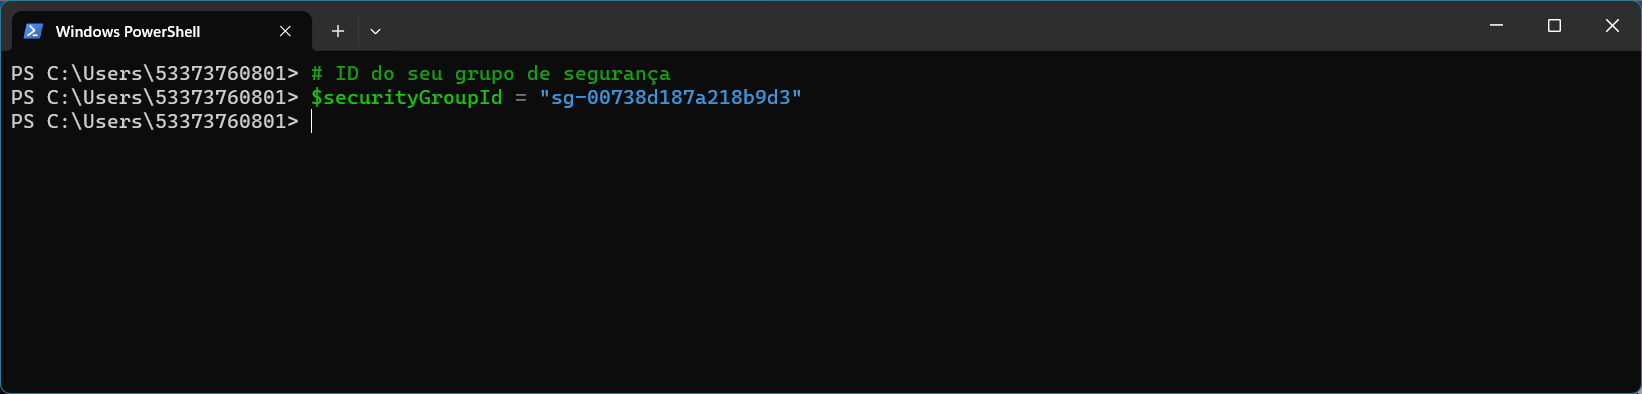 Windows PowerShell
PS C:\Users\53373760801> # ID do seu grupo de segurança
PS C:\Users\53373760801> $securityGroupId = "sg-00738d187a218b9d3"
PS C:\Users\53373760801>